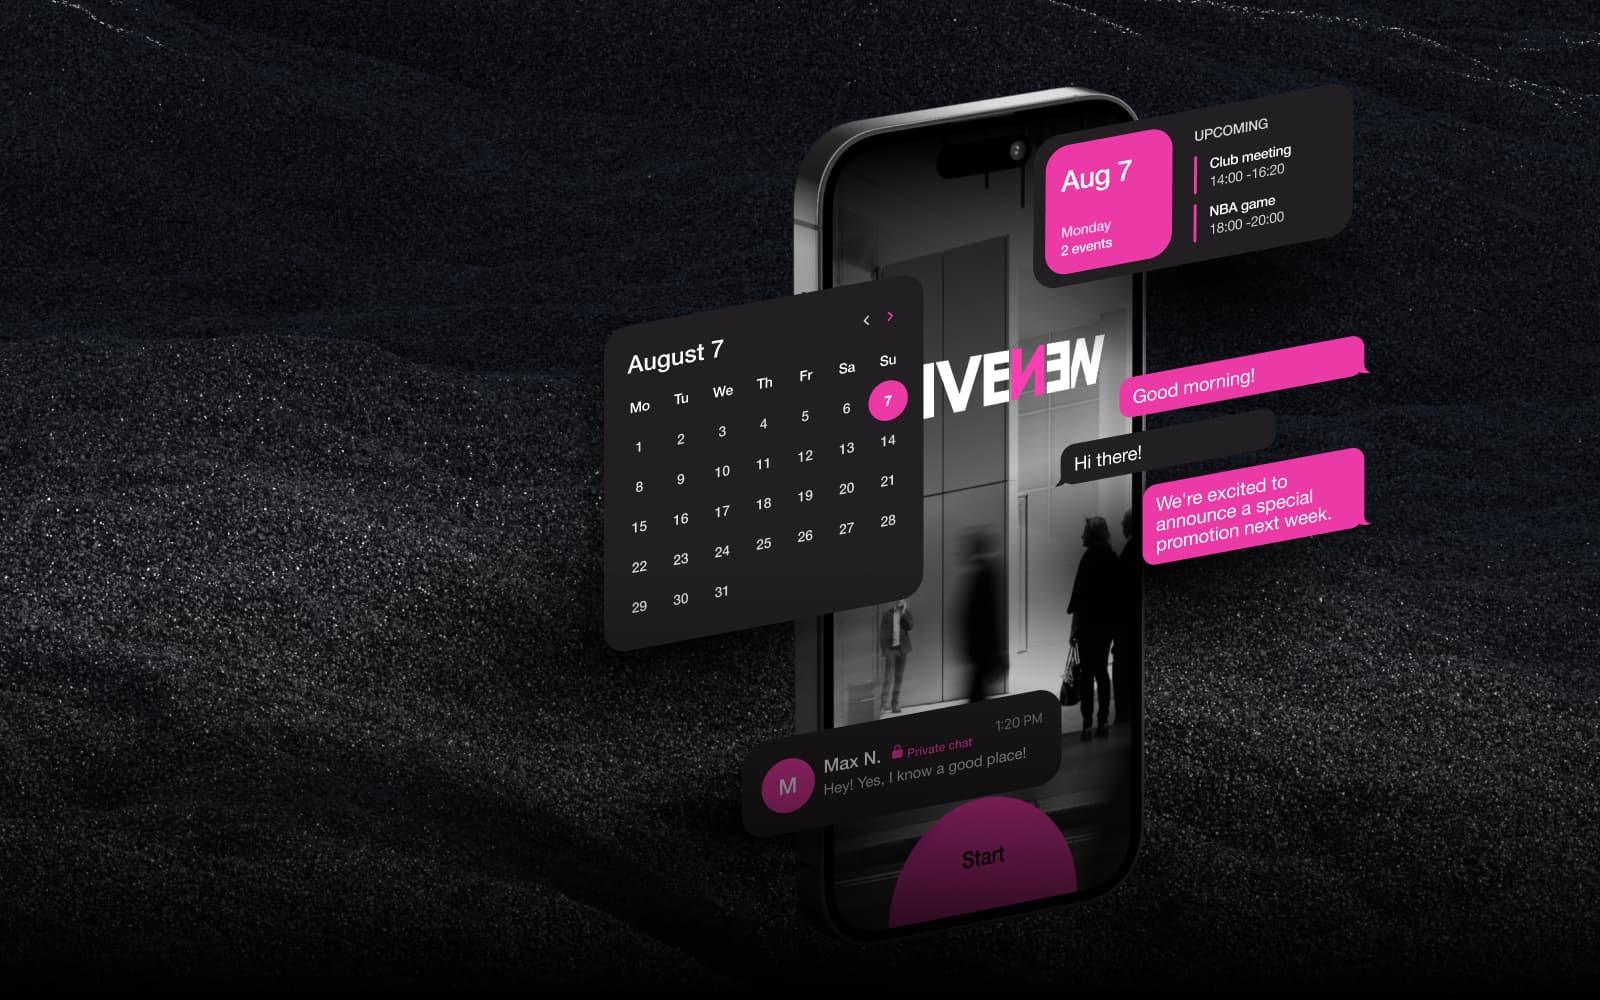 Aug 7
Monday
2 events
UPCOMING
Club meeting
14:00 -16:20
NBA game
18:00 -20:00
August 7
< >
Mo Tu We Th Fr Sa Su
1 2 3 4 5 6 7
8 9 10 11 12 13 14
15 16 17 18 19 20 21
22 23 24 25 26 27 28
29 30 31
IVENEW
Good morning!
Hi there!
We're excited to
announce a special
promotion next week.
M
Max N. Private chat 1:20 PM
Hey! Yes, I know a good place!
Start